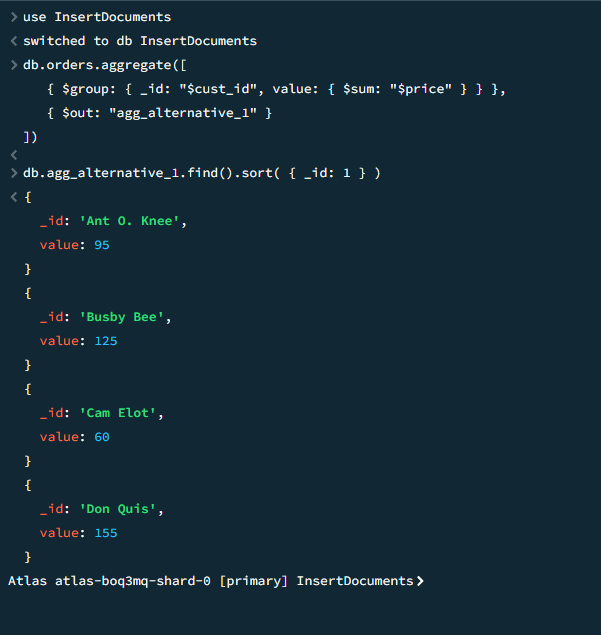 > use InsertDocuments
< switched to db InsertDocuments
> db.orders.aggregate([
   { $group: { _id: "$cust_id", value: { $sum: "$price" } } },
   { $out: "agg_alternative_1" }
])
<
> db.agg_alternative_1.find().sort( { _id: 1 } )
< {
  _id: 'Ant O. Knee',
  value: 95
}
{
  _id: 'Busby Bee',
  value: 125
}
{
  _id: 'Cam Elot',
  value: 60
}
{
  _id: 'Don Quis',
  value: 155
}
Atlas atlas-boq3mq-shard-0 [primary] InsertDocuments>